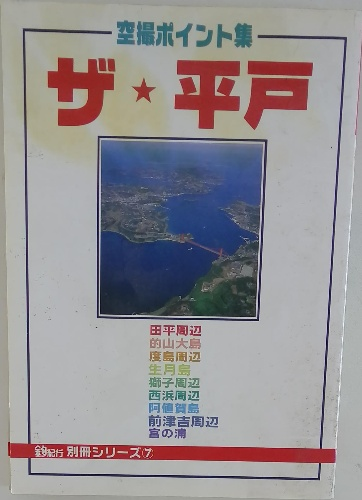 空撮ポイント集
ザ★平戸
田平周辺
的山大島
度島周辺
生月島
獅子周辺
西浜周辺
阿値賀島
前津吉周辺
宮の浦
釣紀行 別冊シリーズ⑦